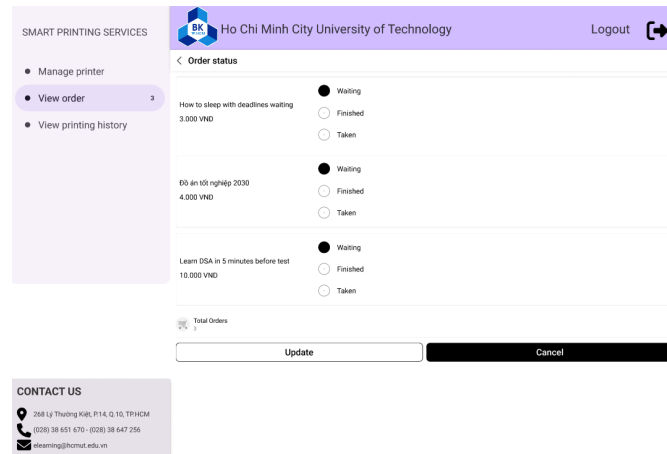 SMART PRINTING SERVICES
Manage printer
View order 3
View printing history
BK
TP.HCM
Ho Chi Minh City University of Technology
Logout
Order status
How to sleep with deadlines waiting
3.000 VND
Waiting
Finished
Taken
Đồ án tốt nghiệp 2030
4.000 VND
Waiting
Finished
Taken
Learn DSA in 5 minutes before test
10.000 VND
Waiting
Finished
Taken
Total Orders
3
Update
Cancel
CONTACT US
268 Lý Thường Kiệt, P.14, Q.10, TP.HCM
(028) 38 651 670 - (028) 38 647 256
elearning@hcmut.edu.vn